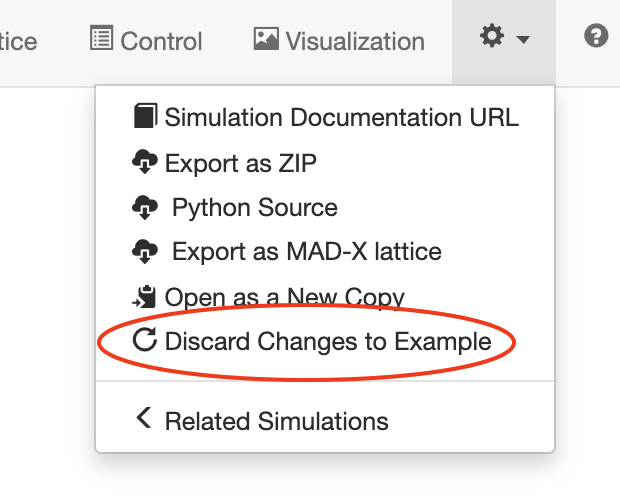 tice Control Visualization
Simulation Documentation URL
Export as ZIP
Python Source
Export as MAD-X lattice
Open as a New Copy
Discard Changes to Example
Related Simulations